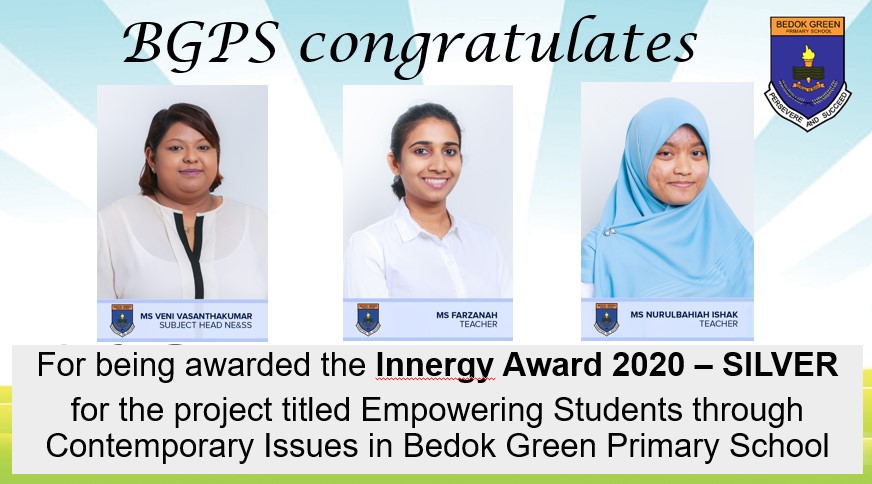 BGPS congratulates
BEDOK GREEN
PRIMARY SCHOOL
PERSEVERE AND SUCCEED
MS VENI VASANTHAKUMAR
SUBJECT HEAD NE&SS
MS FARZANAH
TEACHER
MS NURULBAHIAH ISHAK
TEACHER
For being awarded the Innergy Award 2020 – SILVER
for the project titled Empowering Students through
Contemporary Issues in Bedok Green Primary School